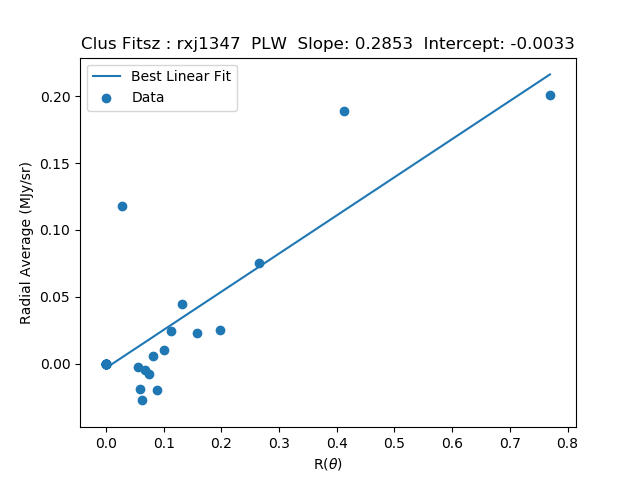 Clus Fitsz : rxj1347  PLW  Slope: 0.2853  Intercept: -0.0033
Best Linear Fit
Data
0.20
0.15
0.10
0.05
0.00
Radial Average (MJy/sr)
0.0 0.1 0.2 0.3 0.4 0.5 0.6 0.7 0.8
R(θ)